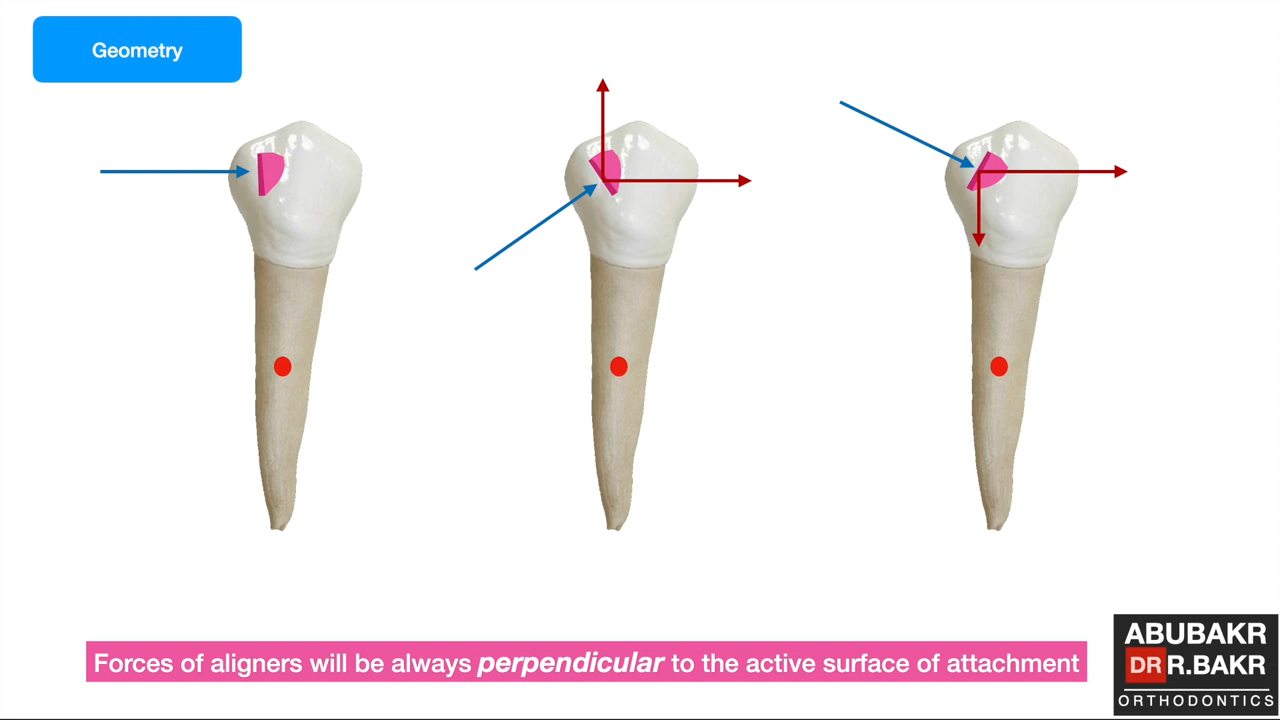 Geometry
Forces of aligners will be always perpendicular to the active surface of attachment
ABUBAKR
DR R.BAKR
ORTHODONTICS